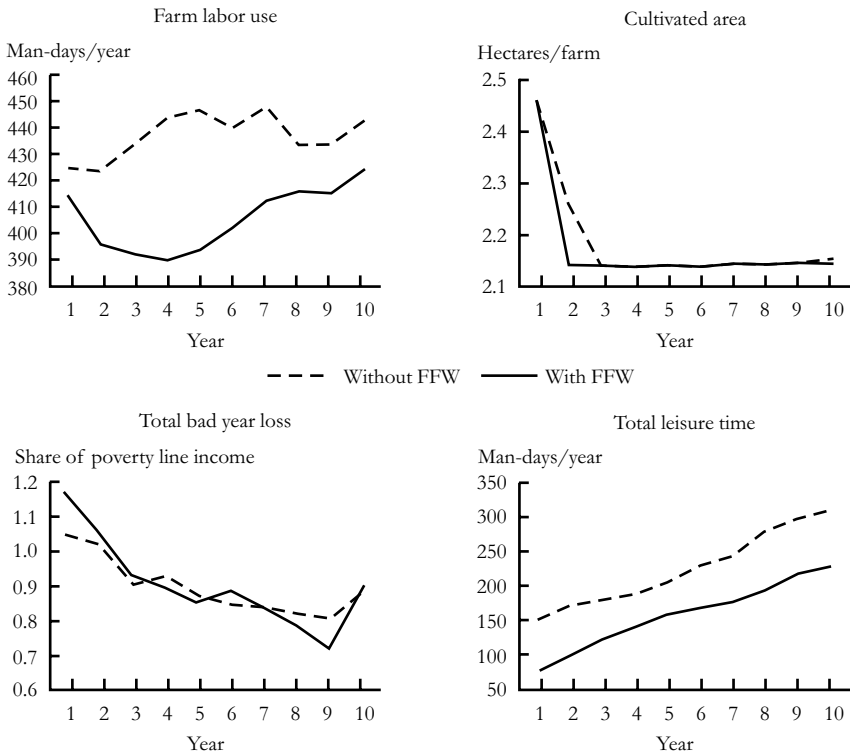 Farm labor use
Man-days/year
460
450
440
430
420
410
400
390
380
1 2 3 4 5 6 7 8 9 10
Year
Cultivated area
Hectares/farm
2.5
2.4
2.3
2.2
2.1
1 2 3 4 5 6 7 8 9 10
Year
Without FFW With FFW
Total bad year loss
Share of poverty line income
1.2
1.1
1.0
0.9
0.8
0.7
0.6
1 2 3 4 5 6 7 8 9 10
Year
Total leisure time
Man-days/year
350
300
250
200
150
100
50
1 2 3 4 5 6 7 8 9 10
Year